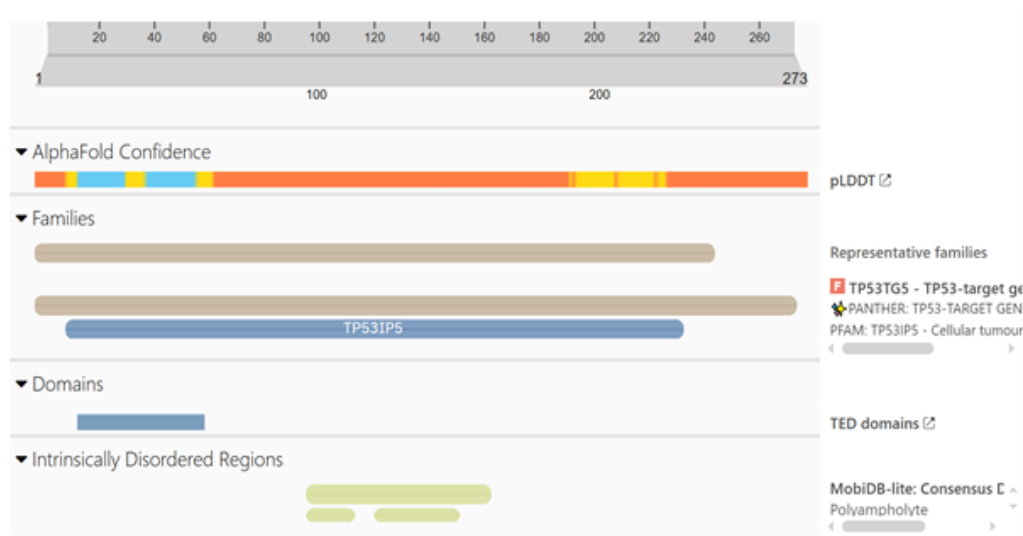 20 40 60 80 100 120 140 160 180 200 220 240 260
1 273
100 200
AlphaFold Confidence
pLDDT
Families
Representative families
F TP53TG5 - TP53-target ge
PANTHER: TP53-TARGET GEN
TP53IP5
PFAM: TP53IP5 - Cellular tumour
Domains
TED domains
Intrinsically Disordered Regions
MobiDB-lite: Consensus D
Polyampholyte